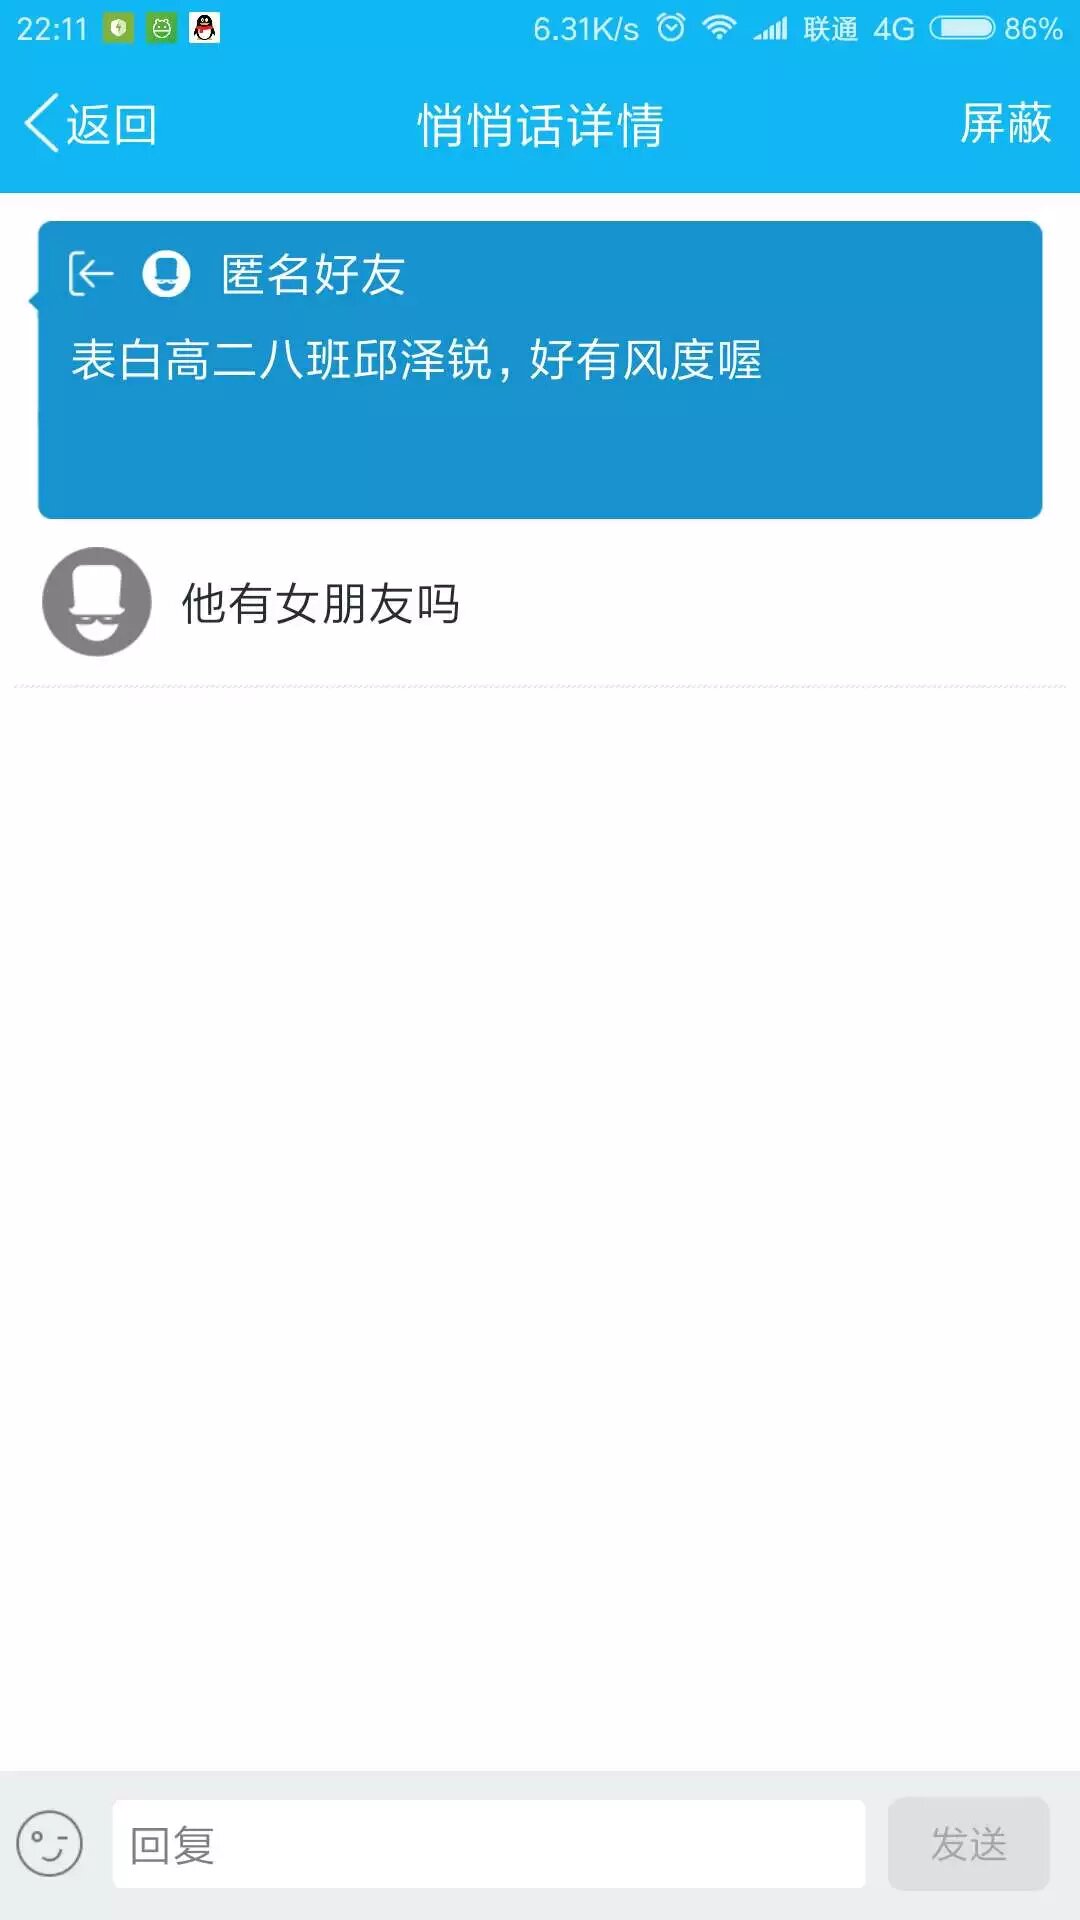 22:11 6.31K/s 联通 4G 86%
返回 悄悄话详情 屏蔽
匿名好友
表白高二八班邱泽锐,好有风度喔
他有女朋友吗
回复 发送